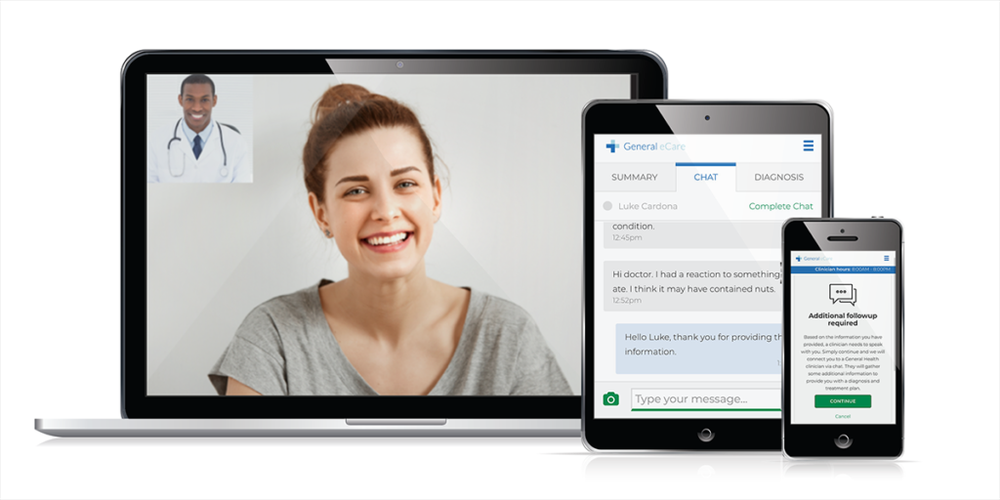 General eCare
SUMMARY
CHAT
DIAGNOSIS
Luke Cardona
Complete Chat
condition.
12:45pm
Hi doctor. I had a reaction to something
ate. I think it may have contained nuts.
12:52pm
Hello Luke, thank you for providing th
information.
Type your message...
General eCare
Clinician hours: 8:00AM - 8:00PM
Additional followup
required
Based on the information you have
provided, a clinician needs to speak
with you. Simply continue and we will
connect you to a General Health
clinician via chat. They will gather
some additional information to
provide you with a diagnosis and
treatment plan.
CONTINUE
Cancel